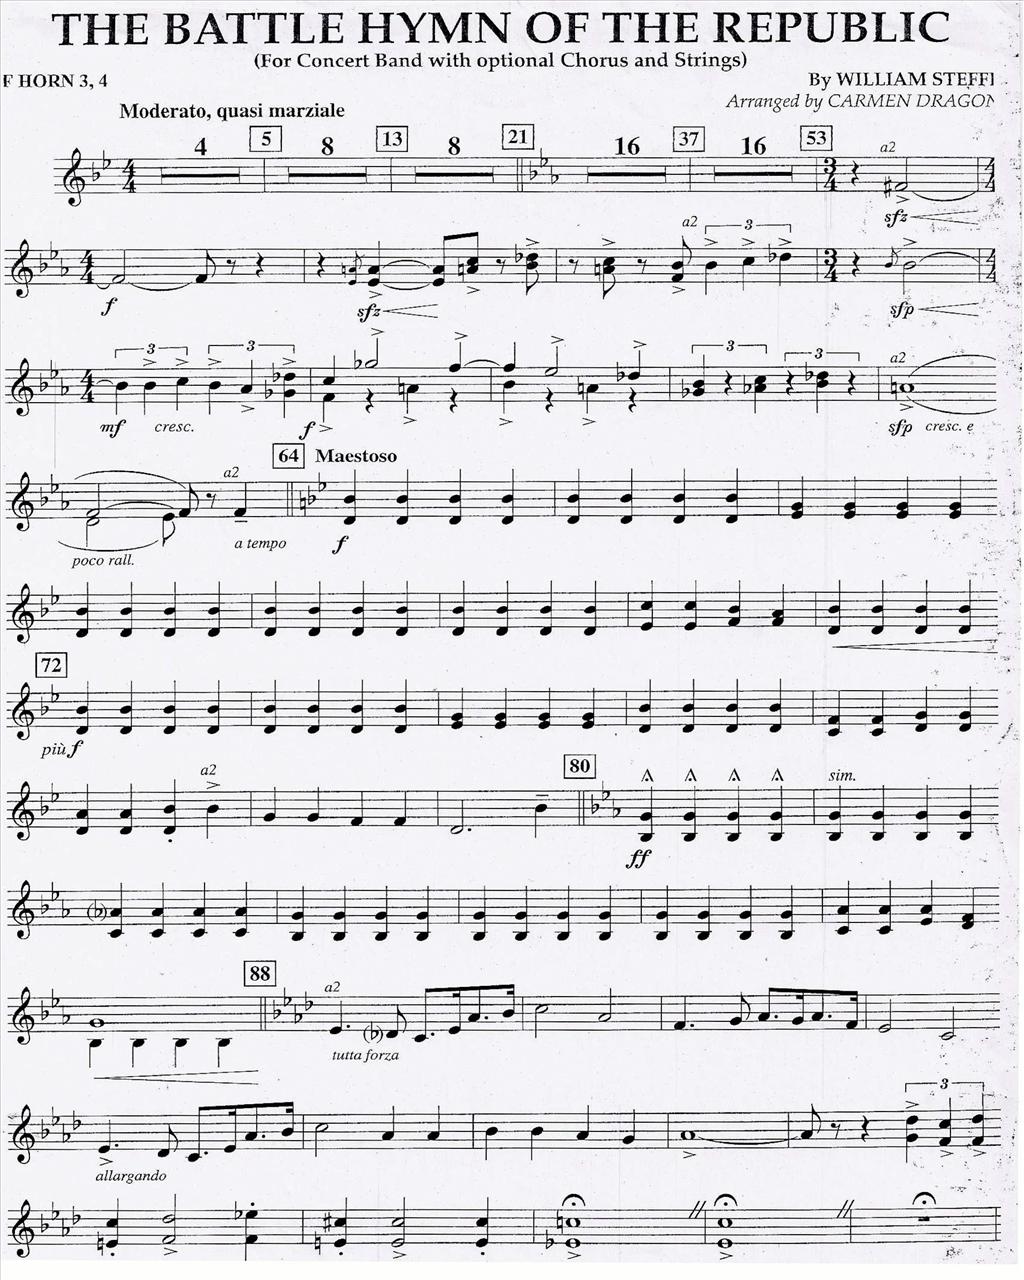 THE BATTLE HYMN OF THE REPUBLIC
(For Concert Band with optional Chorus and Strings)
F HORN 3, 4
By WILLIAM STEFFE
Arranged by CARMEN DRAGON
Moderato, quasi marziale
4 5 8 13 8 21 16 37 16 53 a2
sfz
a2 3
f sfz sfp
3 3 3 3 a2
mf cresc. f sfp cresc. e
a2 64 Maestoso
poco rall. a tempo f
72
più f
a2 80 sim.
ff
88 a2
tutta forza
3
allargando